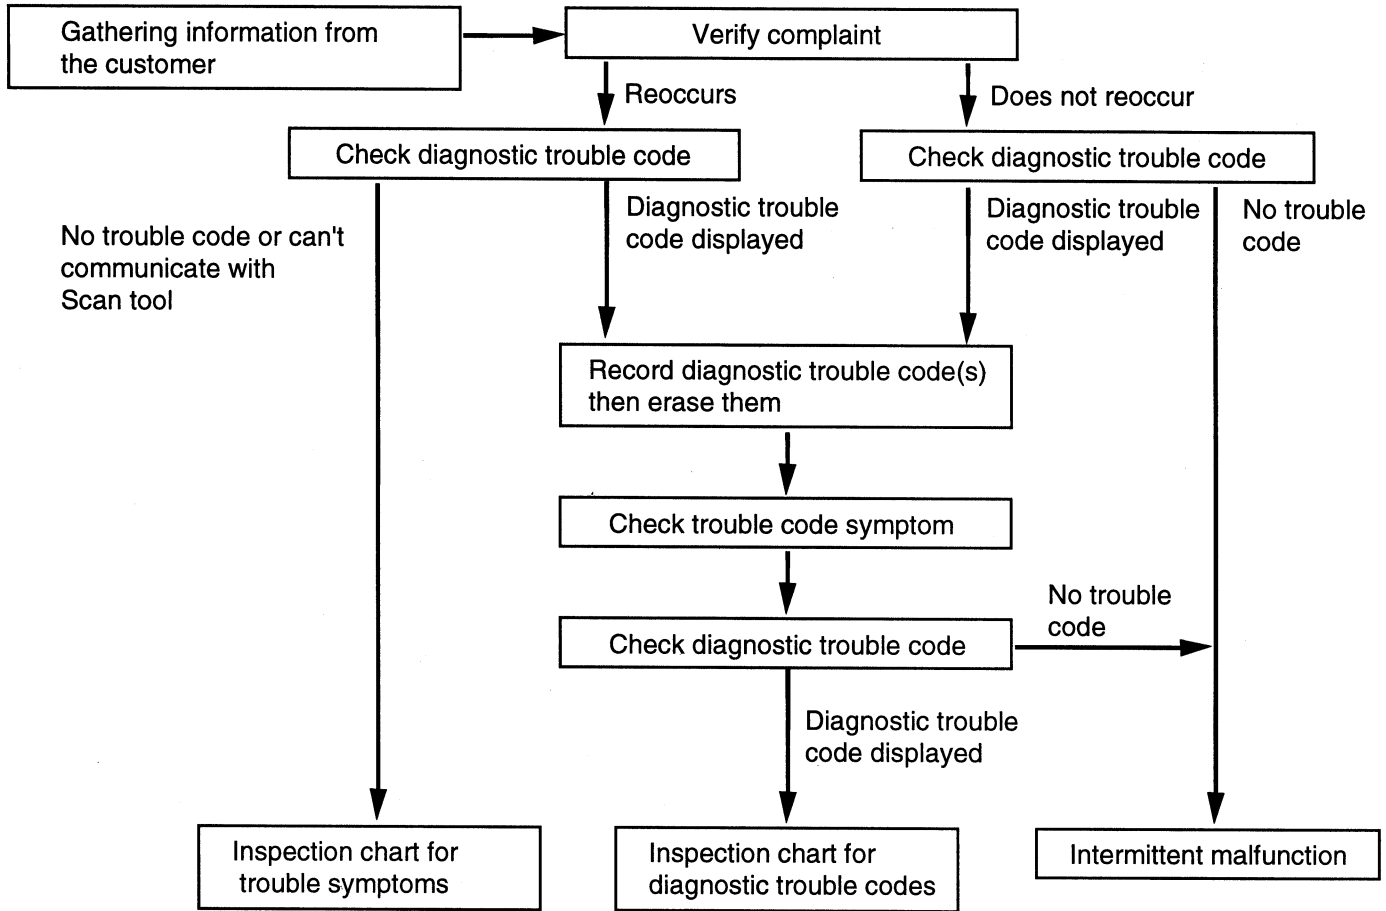 Gathering information from
the customer
Verify complaint
Reoccurs
Does not reoccur
Check diagnostic trouble code
Check diagnostic trouble code
No trouble code or can't
communicate with
Scan tool
Diagnostic trouble
code displayed
Diagnostic trouble
code displayed
No trouble
code
Record diagnostic trouble code(s)
then erase them
Check trouble code symptom
Check diagnostic trouble code
No trouble
code
Diagnostic trouble
code displayed
Inspection chart for
trouble symptoms
Inspection chart for
diagnostic trouble codes
Intermittent malfunction